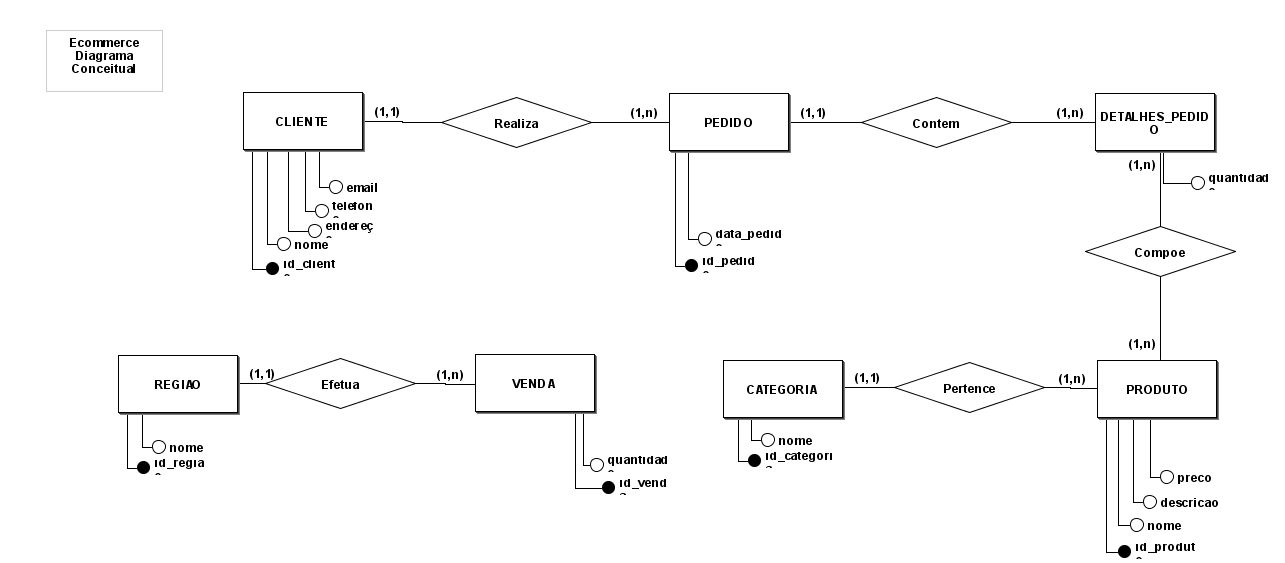 Ecommerce
Diagrama
Conceitual
CLIENTE
(1,1)
Realiza
(1,n)
PEDIDO
(1,1)
Contem
(1,n)
DETALHES_PEDID
O
(1,n)
quantidad
email
telefon
endereç
nome
id_client
data_pedid
id_pedid
Compoe
(1,n)
REGIAO
(1,1)
Efetua
(1,n)
VENDA
CATEGORIA
(1,1)
Pertence
(1,n)
PRODUTO
nome
id_regia
quantidad
id_vend
nome
id_categori
preco
descricao
nome
id_produt